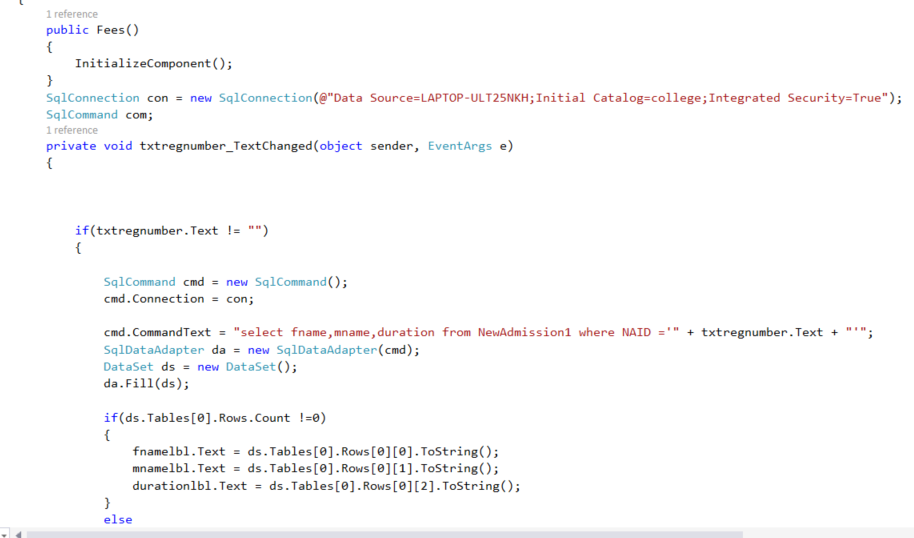 {
1 reference
public Fees()
{
InitializeComponent();
}
SqlConnection con = new SqlConnection(@"Data Source=LAPTOP-ULT25NKH;Initial Catalog=college;Integrated Security=True");
SqlCommand com;
1 reference
private void txtregnumber_TextChanged(object sender, EventArgs e)
{
if(txtregnumber.Text != "")
{
SqlCommand cmd = new SqlCommand();
cmd.Connection = con;
cmd.CommandText = "select fname,mname,duration from NewAdmission1 where NAID ='" + txtregnumber.Text + "'";
SqlDataAdapter da = new SqlDataAdapter(cmd);
DataSet ds = new DataSet();
da.Fill(ds);
if(ds.Tables[0].Rows.Count !=0)
{
fnamelbl.Text = ds.Tables[0].Rows[0][0].ToString();
mnamelbl.Text = ds.Tables[0].Rows[0][1].ToString();
durationlbl.Text = ds.Tables[0].Rows[0][2].ToString();
}
else